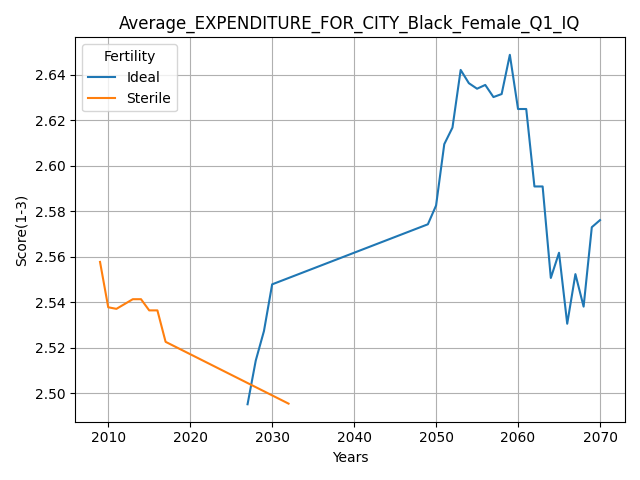 Average_EXPENDITURE_FOR_CITY_Black_Female_Q1_IQ
Fertility
Ideal
Sterile
Score(1-3)
2.64
2.62
2.60
2.58
2.56
2.54
2.52
2.50
2010 2020 2030 2040 2050 2060 2070
Years